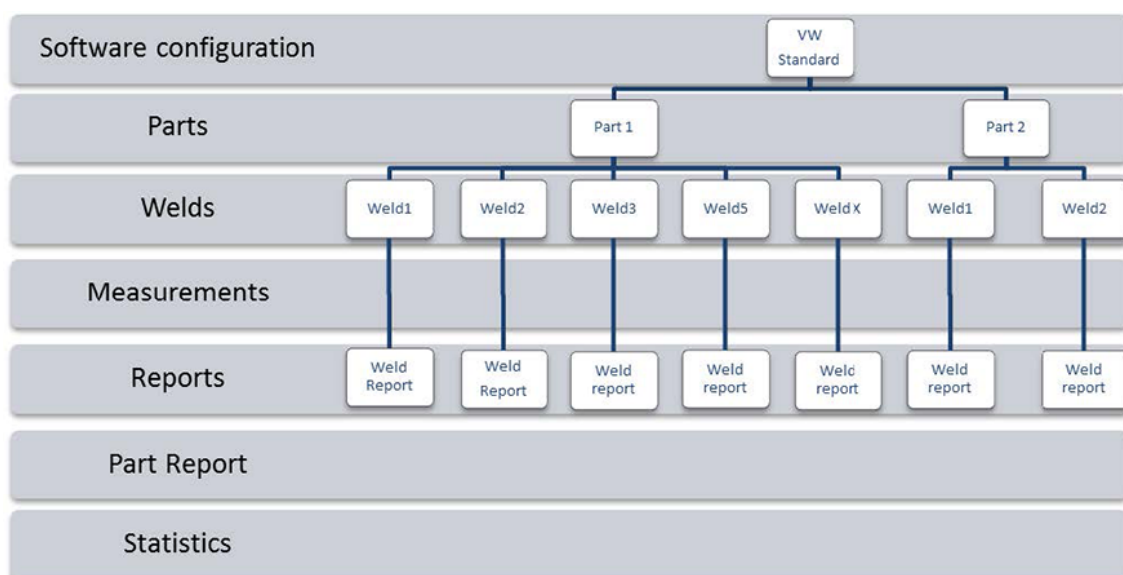 Software configuration
VW
Standard
Parts
Part 1
Part 2
Welds
Weld1
Weld2
Weld3
Weld5
Weld X
Weld1
Weld2
Measurements
Reports
Weld
Report
Weld
Report
Weld
report
Weld
report
Weld
report
Weld
report
Weld
report
Part Report
Statistics